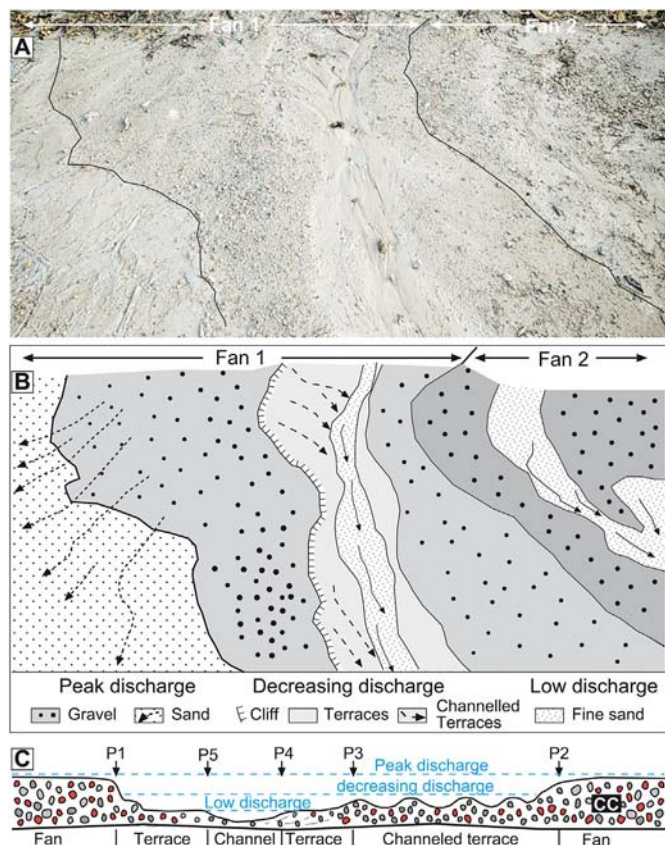 Fan 1 Fan 2
A
Fan 1 Fan 2
B
Peak discharge Decreasing discharge Low discharge
Gravel Sand Cliff Terraces Channelled Terraces Fine sand
C P1 P5 P4 P3 Peak discharge P2
decreasing discharge
Low discharge
CC
Fan Terrace Channel Terrace Channeled terrace Fan